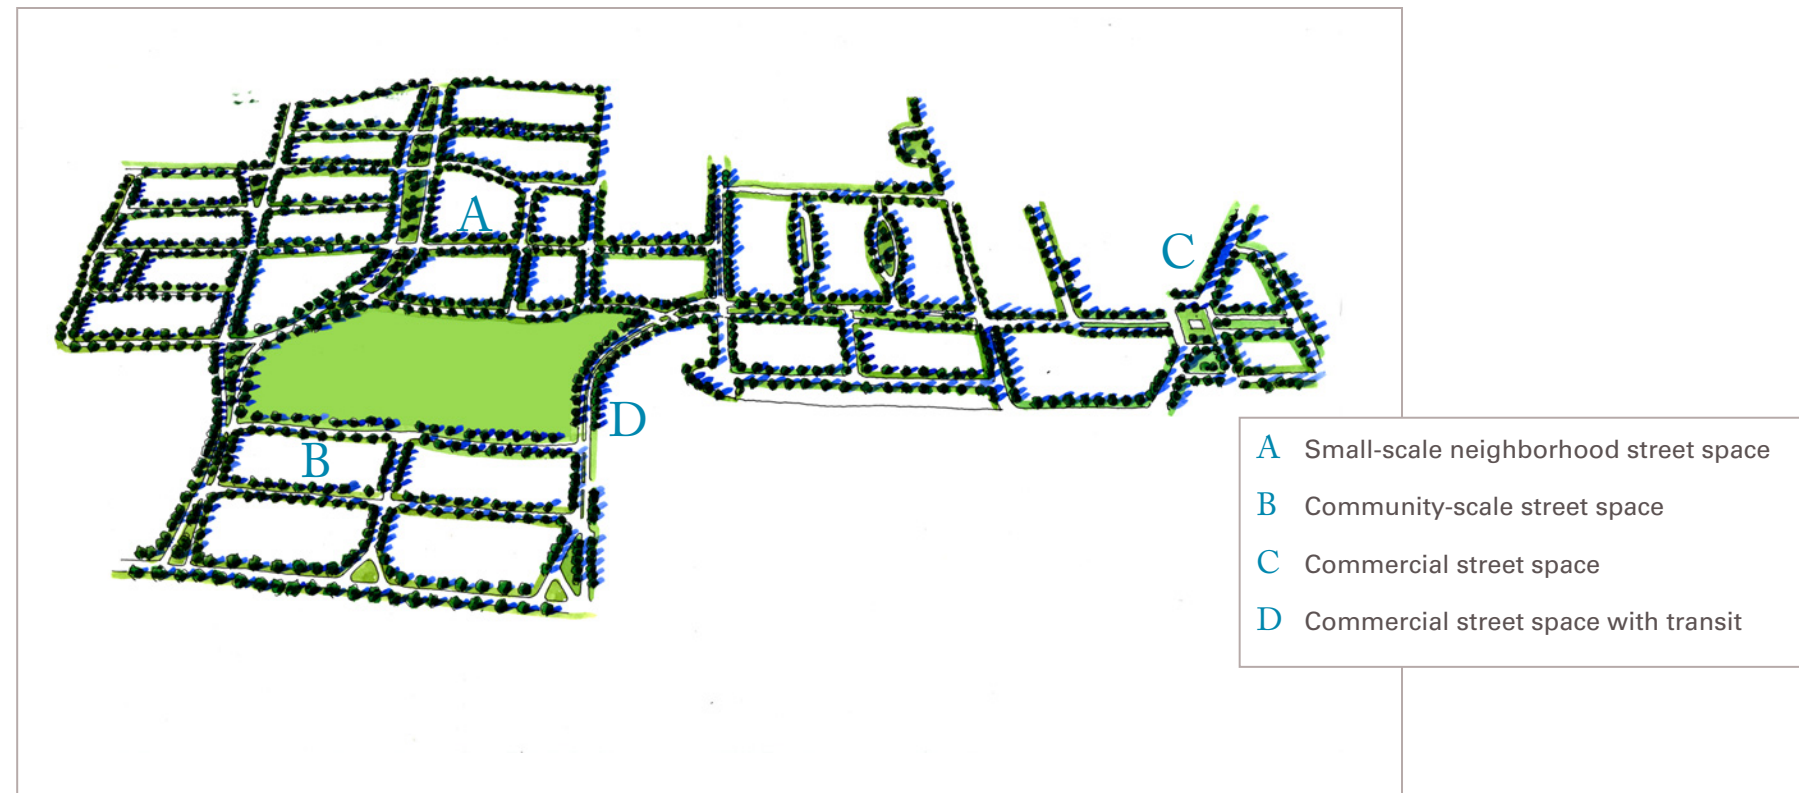 A
C
D
B
A Small-scale neighborhood street space
B Community-scale street space
C Commercial street space
D Commercial street space with transit